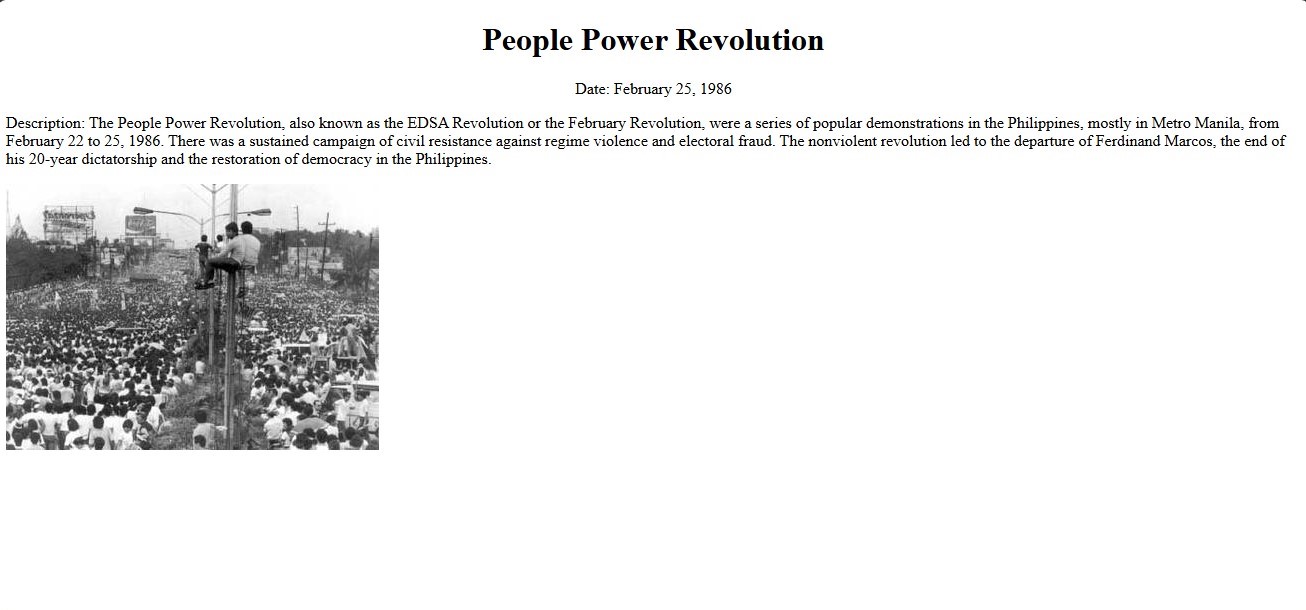 People Power Revolution
Date: February 25, 1986
Description: The People Power Revolution, also known as the EDSA Revolution or the February Revolution, were a series of popular demonstrations in the Philippines, mostly in Metro Manila, from
February 22 to 25, 1986. There was a sustained campaign of civil resistance against regime violence and electoral fraud. The nonviolent revolution led to the departure of Ferdinand Marcos, the end of
his 20-year dictatorship and the restoration of democracy in the Philippines.